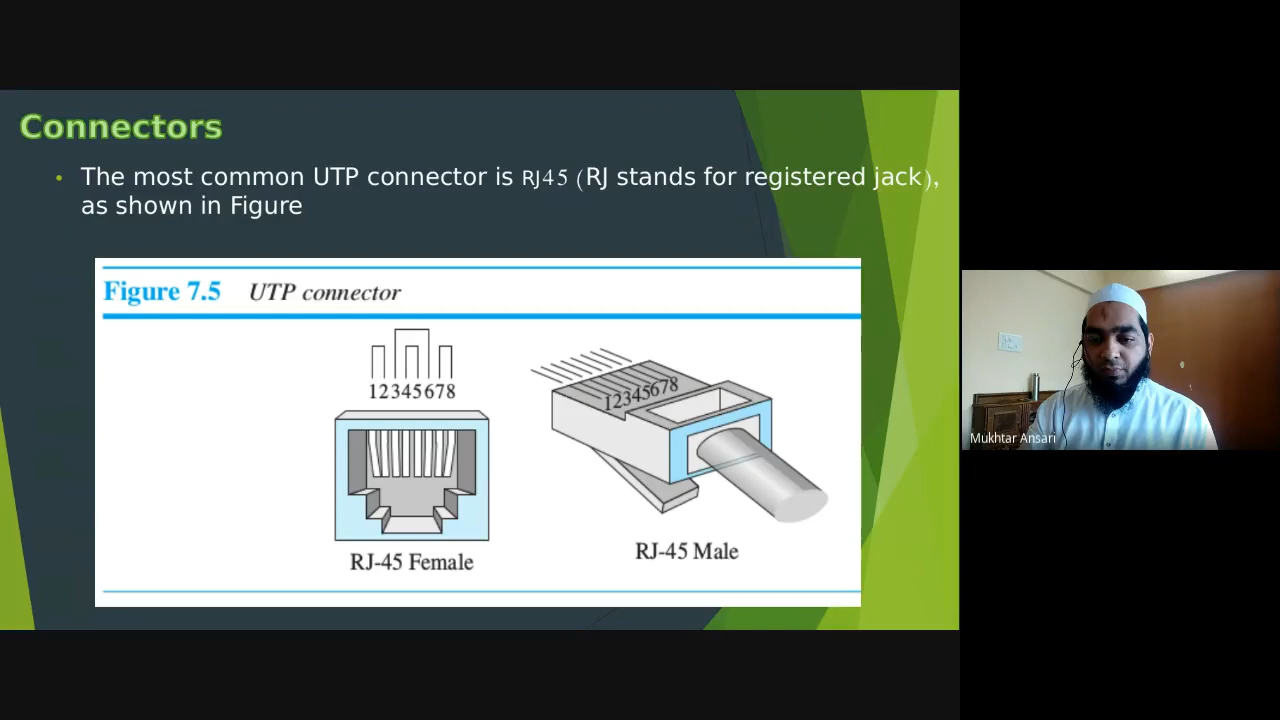 Connectors
• The most common UTP connector is RJ45 (RJ stands for registered jack),
as shown in Figure
Figure 7.5 UTP connector
12345678
12345678
RJ-45 Female
RJ-45 Male
Mukhtar Ansari